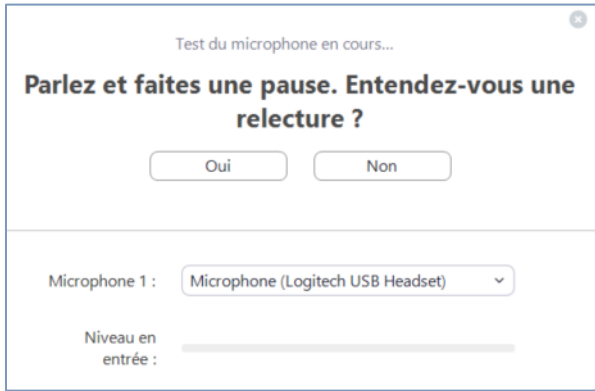 Test du microphone en cours...
Parlez et faites une pause. Entendez-vous une
relecture ?
Oui Non
Microphone 1 : Microphone (Logitech USB Headset)
Niveau en
entrée :